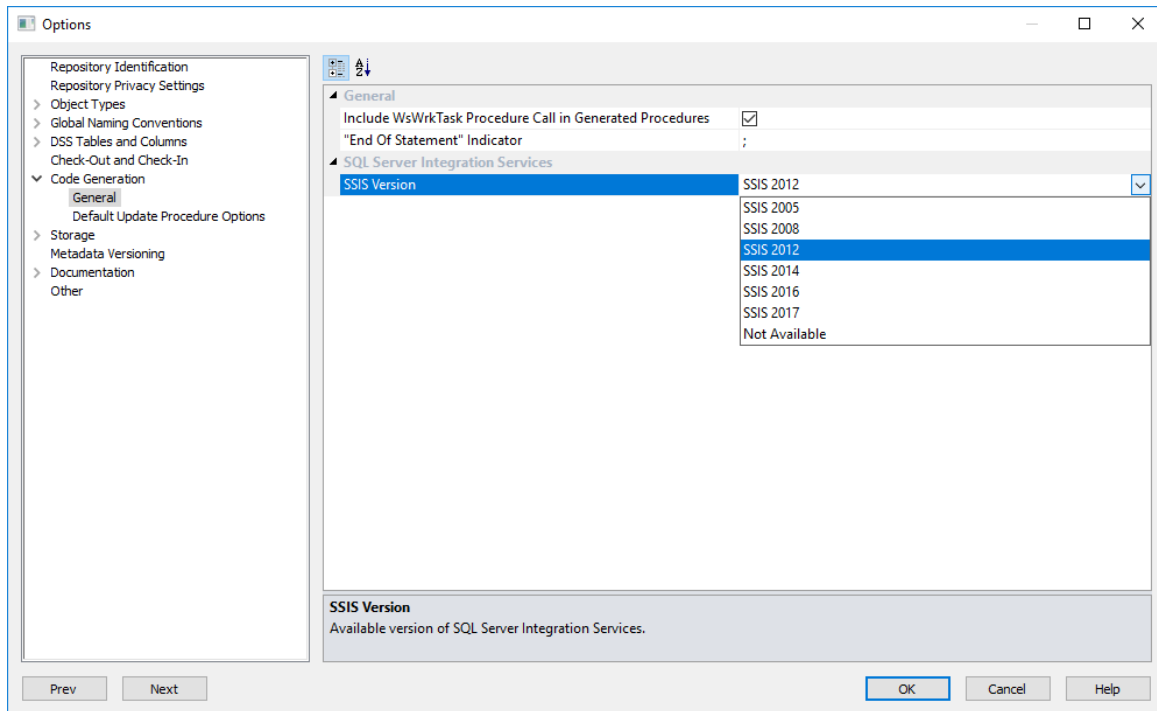 Options
Repository Identification
Repository Privacy Settings
Object Types
Global Naming Conventions
DSS Tables and Columns
Check-Out and Check-In
Code Generation
General
Default Update Procedure Options
Storage
Metadata Versioning
Documentation
Other
General
Include WsWrkTask Procedure Call in Generated Procedures
"End Of Statement" Indicator ;
SQL Server Integration Services
SSIS Version SSIS 2012
SSIS 2005
SSIS 2008
SSIS 2012
SSIS 2014
SSIS 2016
SSIS 2017
Not Available
SSIS Version
Available version of SQL Server Integration Services.
Prev Next OK Cancel Help